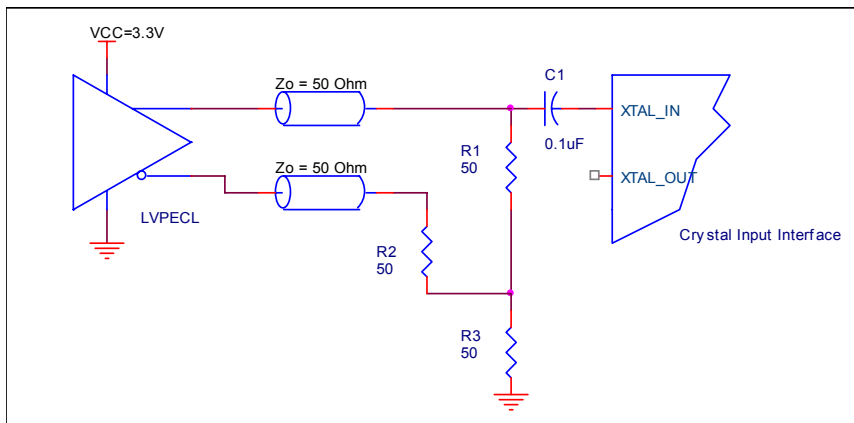 VCC=3.3V
Zo = 50 Ohm
C1
0.1uF
XTAL_IN
R1
50
Zo = 50 Ohm
XTAL_OUT
LVPECL
R2
50
Crystal Input Interface
R3
50